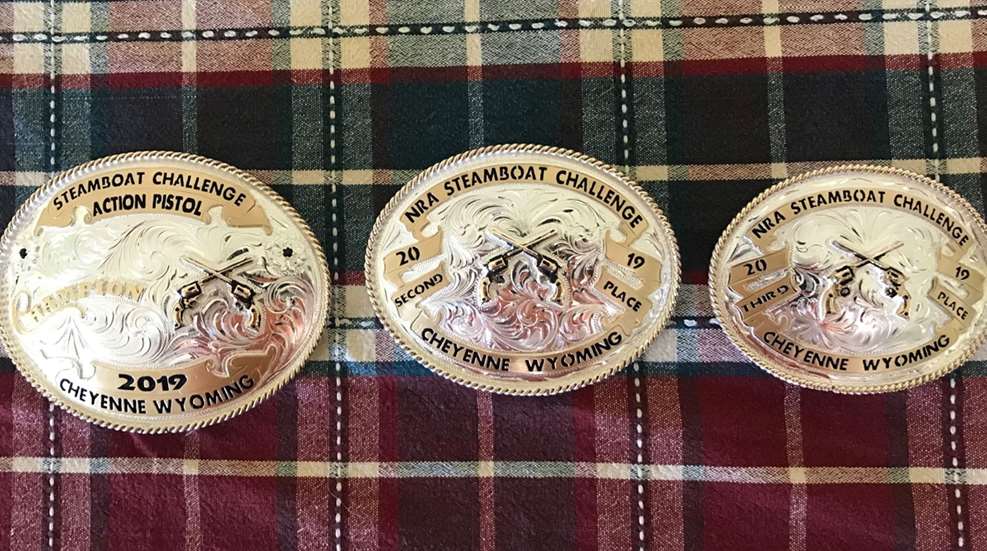 STEAMBOAT CHALLENGE
ACTION PISTOL
CHAMPION
2019
CHEYENNE WYOMING
NRA STEAMBOAT CHALLENGE
20 19
SECOND PLACE
CHEYENNE WYOMING
NRA STEAMBOAT CHALLENGE
20 19
THIRD PLACE
CHEYENNE WYOMING